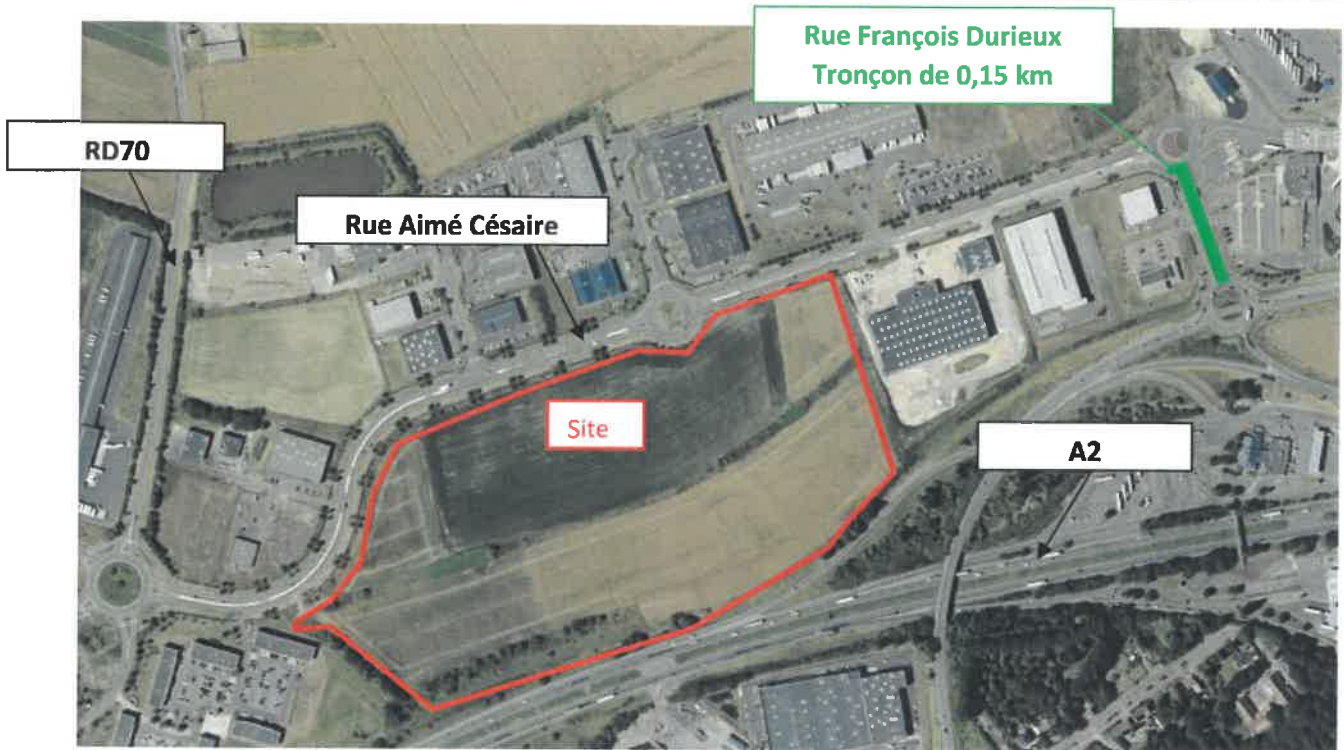 Rue François Durieux
Tronçon de 0,15 km
RD70
Rue Aimé Césaire
Site
A2